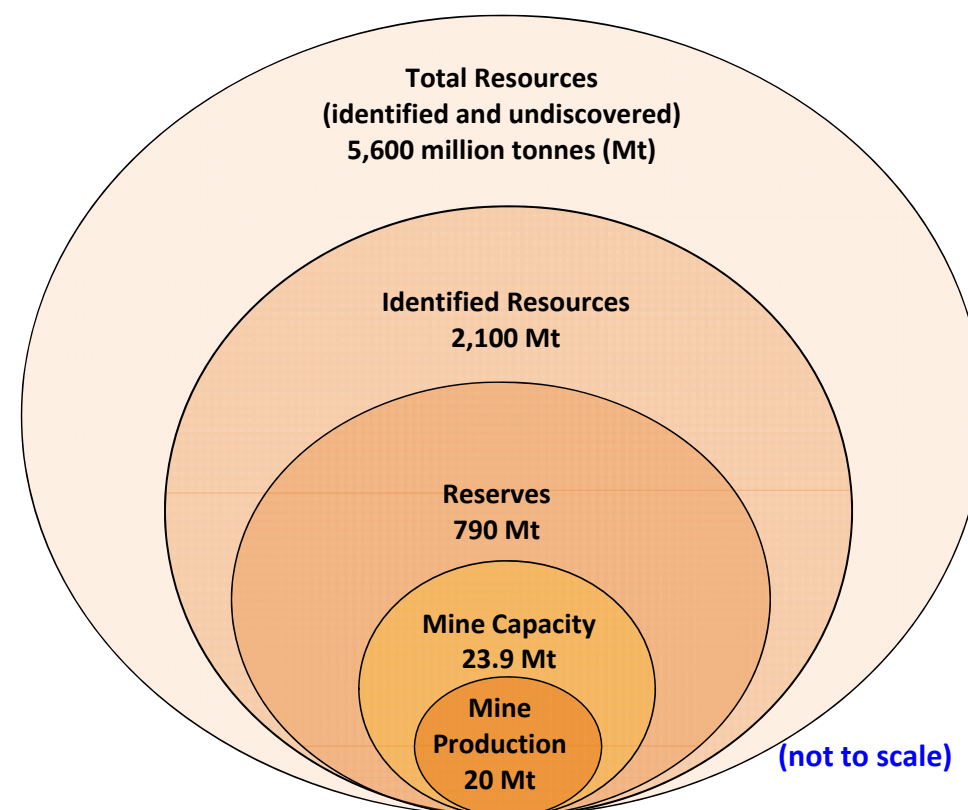 Total Resources
(identified and undiscovered)
5,600 million tonnes (Mt)
Identified Resources
2,100 Mt
Reserves
790 Mt
Mine Capacity
23.9 Mt
Mine
Production
20 Mt
(not to scale)